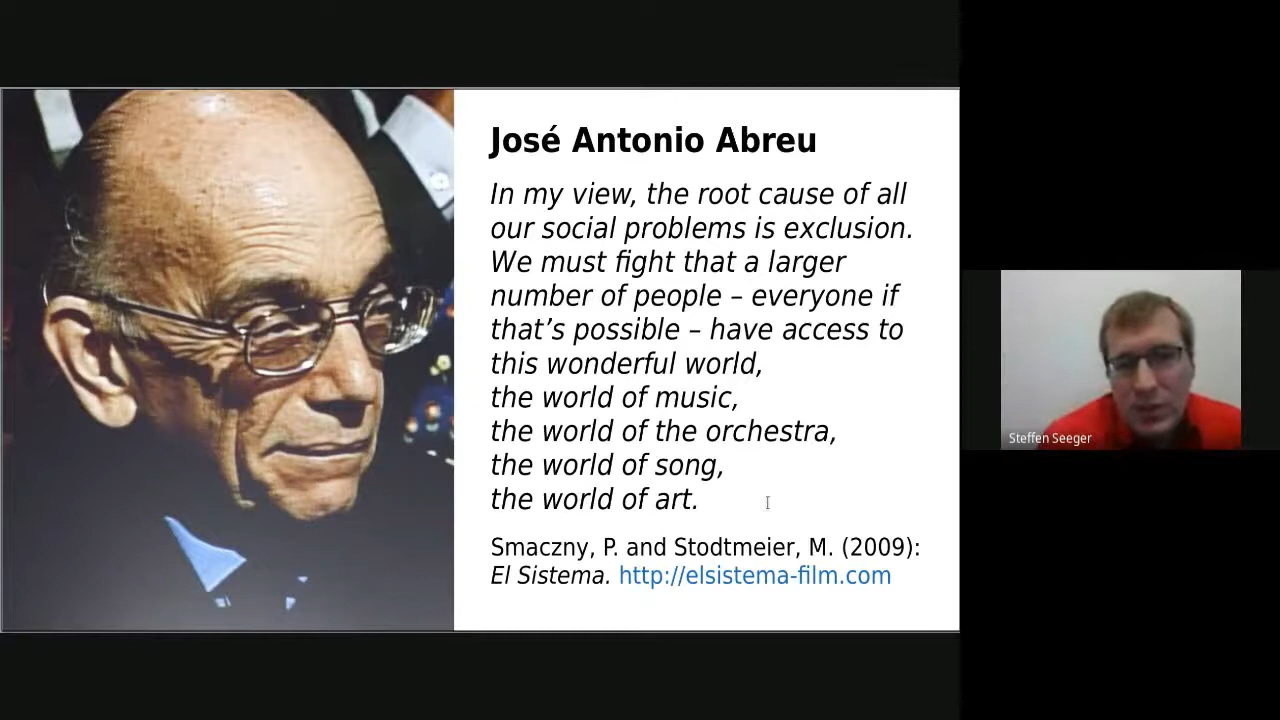 José Antonio Abreu
In my view, the root cause of all
our social problems is exclusion.
We must fight that a larger
number of people – everyone if
that’s possible – have access to
this wonderful world,
the world of music,
the world of the orchestra,
the world of song,
the world of art.
Smaczny, P. and Stodtmeier, M. (2009):
El Sistema. http://elsistema-film.com
Steffen Seeger